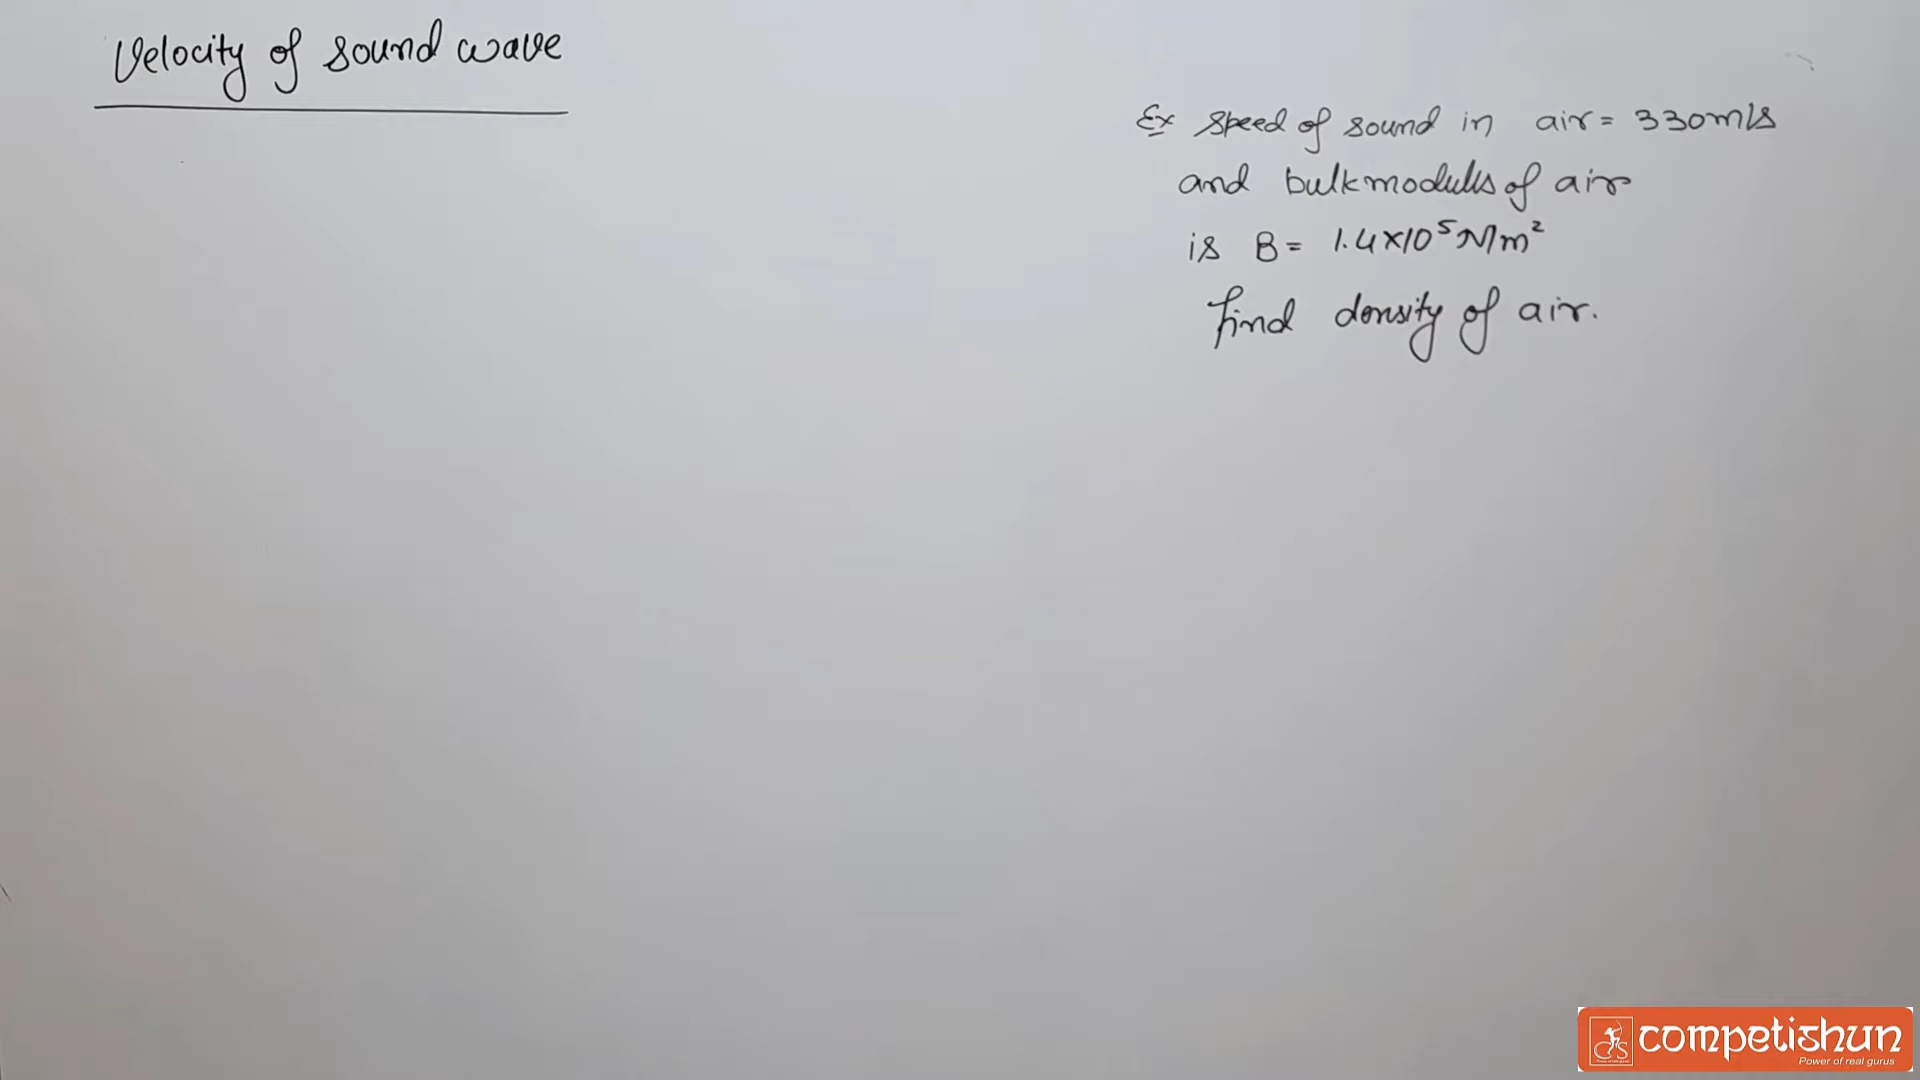 Velocity of sound wave
Ex speed of sound in air = 330m/s
and bulkmodulus of air
is B = 1.4×10⁵ N/m²
find density of air.
competishun
Power of real gurus